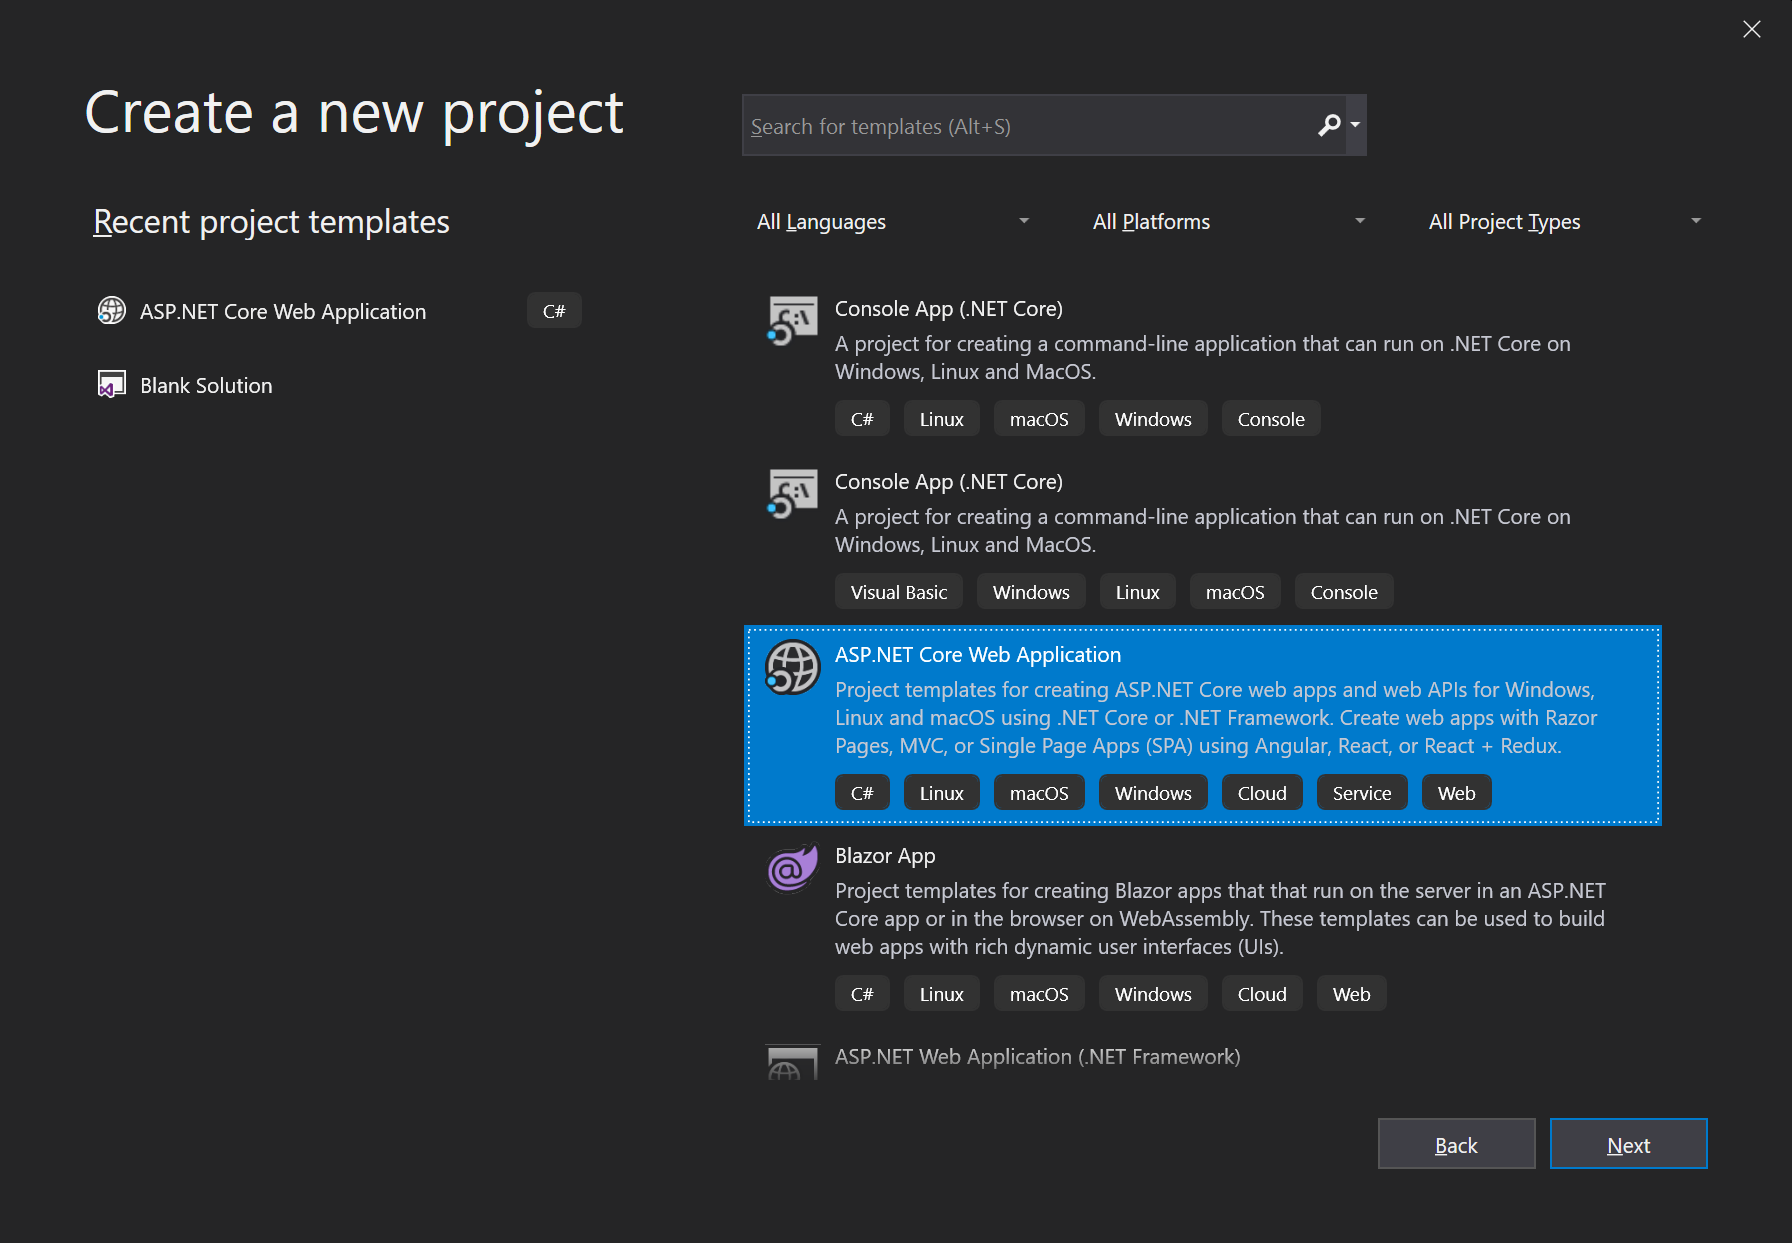 Create a new project
Search for templates (Alt+S)
Recent project templates
All Languages
All Platforms
All Project Types
ASP.NET Core Web Application
C#
Blank Solution
Console App (.NET Core)
A project for creating a command-line application that can run on .NET Core on
Windows, Linux and MacOS.
C# Linux macOS Windows Console
Console App (.NET Core)
A project for creating a command-line application that can run on .NET Core on
Windows, Linux and MacOS.
Visual Basic Windows Linux macOS Console
ASP.NET Core Web Application
Project templates for creating ASP.NET Core web apps and web APIs for Windows,
Linux and macOS using .NET Core or .NET Framework. Create web apps with Razor
Pages, MVC, or Single Page Apps (SPA) using Angular, React, or React + Redux.
C# Linux macOS Windows Cloud Service Web
Blazor App
Project templates for creating Blazor apps that that run on the server in an ASP.NET
Core app or in the browser on WebAssembly. These templates can be used to build
web apps with rich dynamic user interfaces (UIs).
C# Linux macOS Windows Cloud Web
ASP.NET Web Application (.NET Framework)
Back
Next